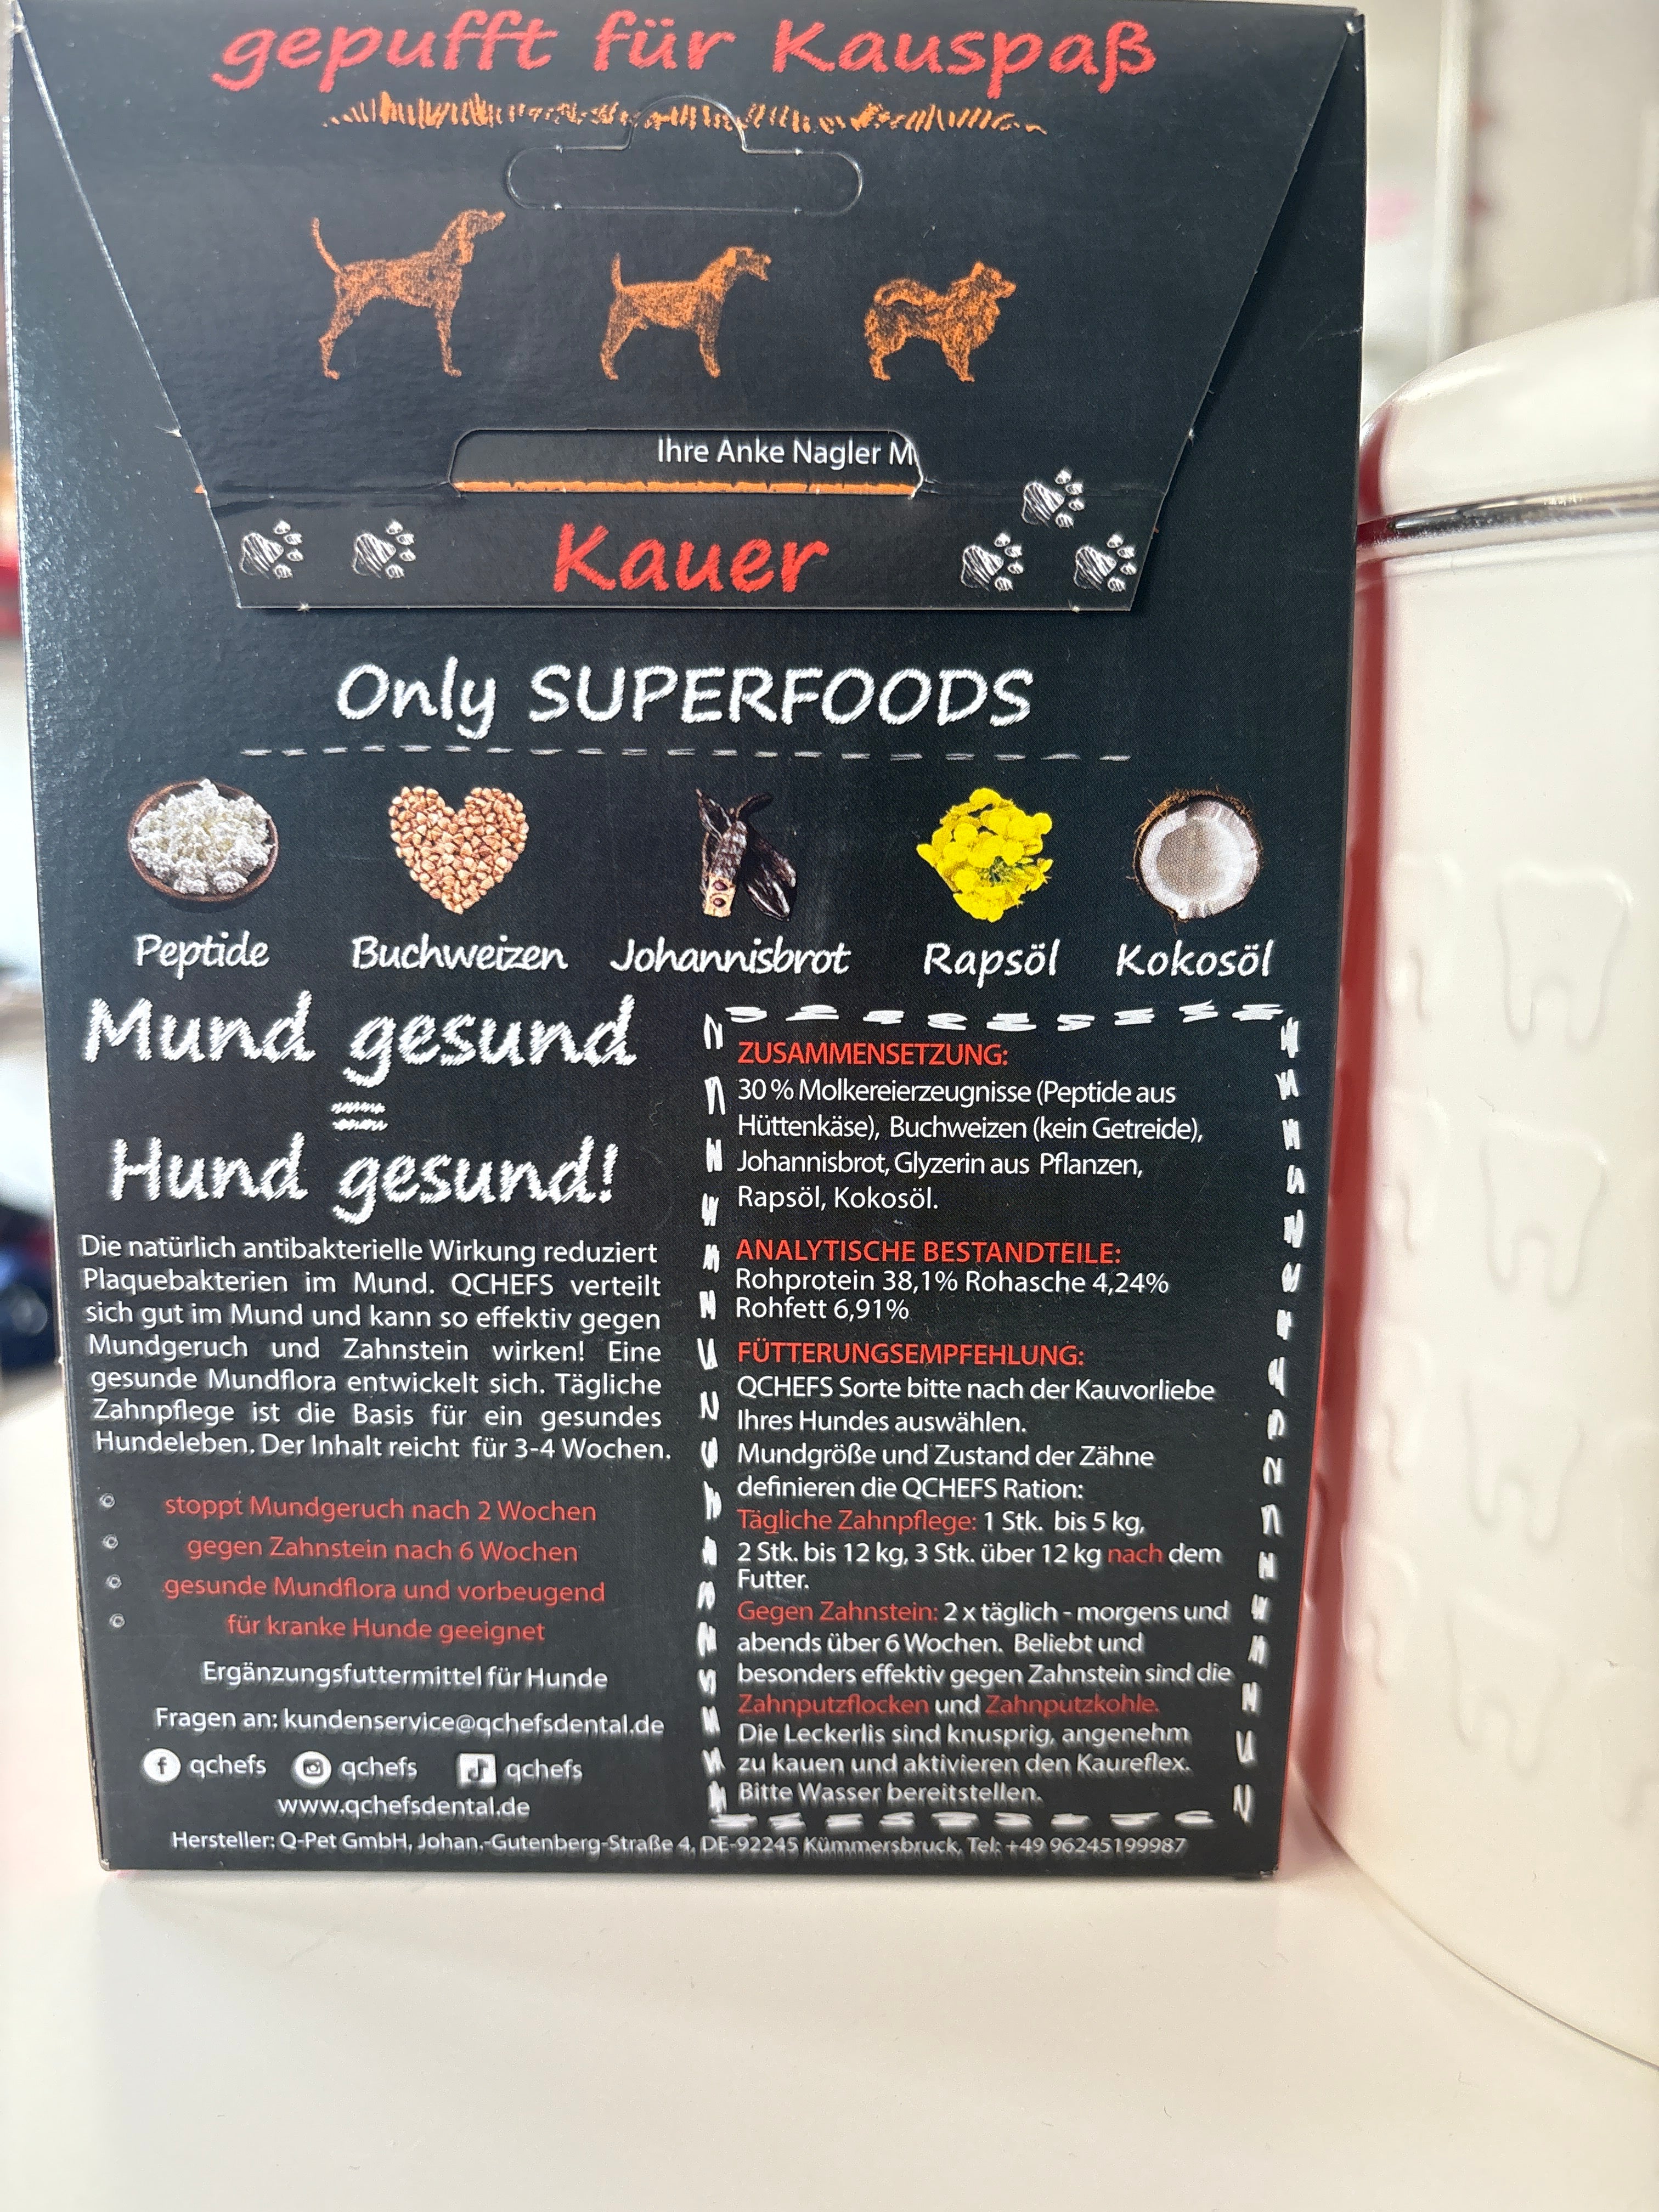 gepufft für Kauspaß
Ihre Anke Nagler M
Kauer
Only SUPERFOODS
Peptide Buchweizen Johannisbrot Rapsöl Kokosöl
Mund gesund
=
Hund gesund!
Die natürlich antibakterielle Wirkung reduziert
Plaquebakterien im Mund. QCHEFS verteilt
sich gut im Mund und kann so effektiv gegen
Mundgeruch und Zahnstein wirken! Eine
gesunde Mundflora entwickelt sich. Tägliche
Zahnpflege ist die Basis für ein gesundes
Hundeleben. Der Inhalt reicht für 3-4 Wochen.
stoppt Mundgeruch nach 2 Wochen
gegen Zahnstein nach 6 Wochen
gesunde Mundflora und vorbeugend
für kranke Hunde geeignet
Ergänzungsfuttermittel für Hunde
Fragen an: kundenservice@qchefsdental.de
qchefs qchefs qchefs
www.qchefsdental.de
ZUSAMMENSETZUNG:
30 % Molkereierzeugnisse (Peptide aus
Hüttenkäse), Buchweizen (kein Getreide),
Johannisbrot, Glyzerin aus Pflanzen,
Rapsöl, Kokosöl.
ANALYTISCHE BESTANDTEILE:
Rohprotein 38,1% Rohasche 4,24%
Rohfett 6,91%
FÜTTERUNGSEMPFEHLUNG:
QCHEFS Sorte bitte nach der Kauvorliebe
Ihres Hundes auswählen.
Mundgröße und Zustand der Zähne
definieren die QCHEFS Ration:
Tägliche Zahnpflege: 1 Stk. bis 5 kg,
2 Stk. bis 12 kg, 3 Stk. über 12 kg nach dem
Futter.
Gegen Zahnstein: 2 x täglich - morgens und
abends über 6 Wochen. Beliebt und
besonders effektiv gegen Zahnstein sind die
Zahnputzflocken und Zahnputzkohle.
Die Leckerlis sind knusprig, angenehm
zu kauen und aktivieren den Kaureflex.
Bitte Wasser bereitstellen.
Hersteller: Q-Pet GmbH, Johan.-Gutenberg-Straße 4, DE-92245 Kümmersbruck, Tel: +49 96245199987